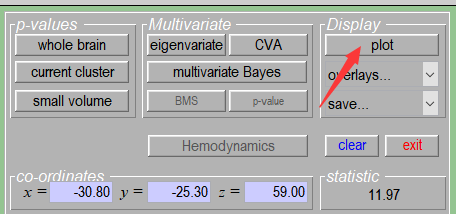 p-values Multivariate Display
whole brain eigenvariate CVA plot
current cluster multivariate Bayes overlays...
small volume BMS p-value save...
Hemodynamics clear exit
co-ordinates statistic
x = -30.80 y = -25.30 z = 59.00 11.97